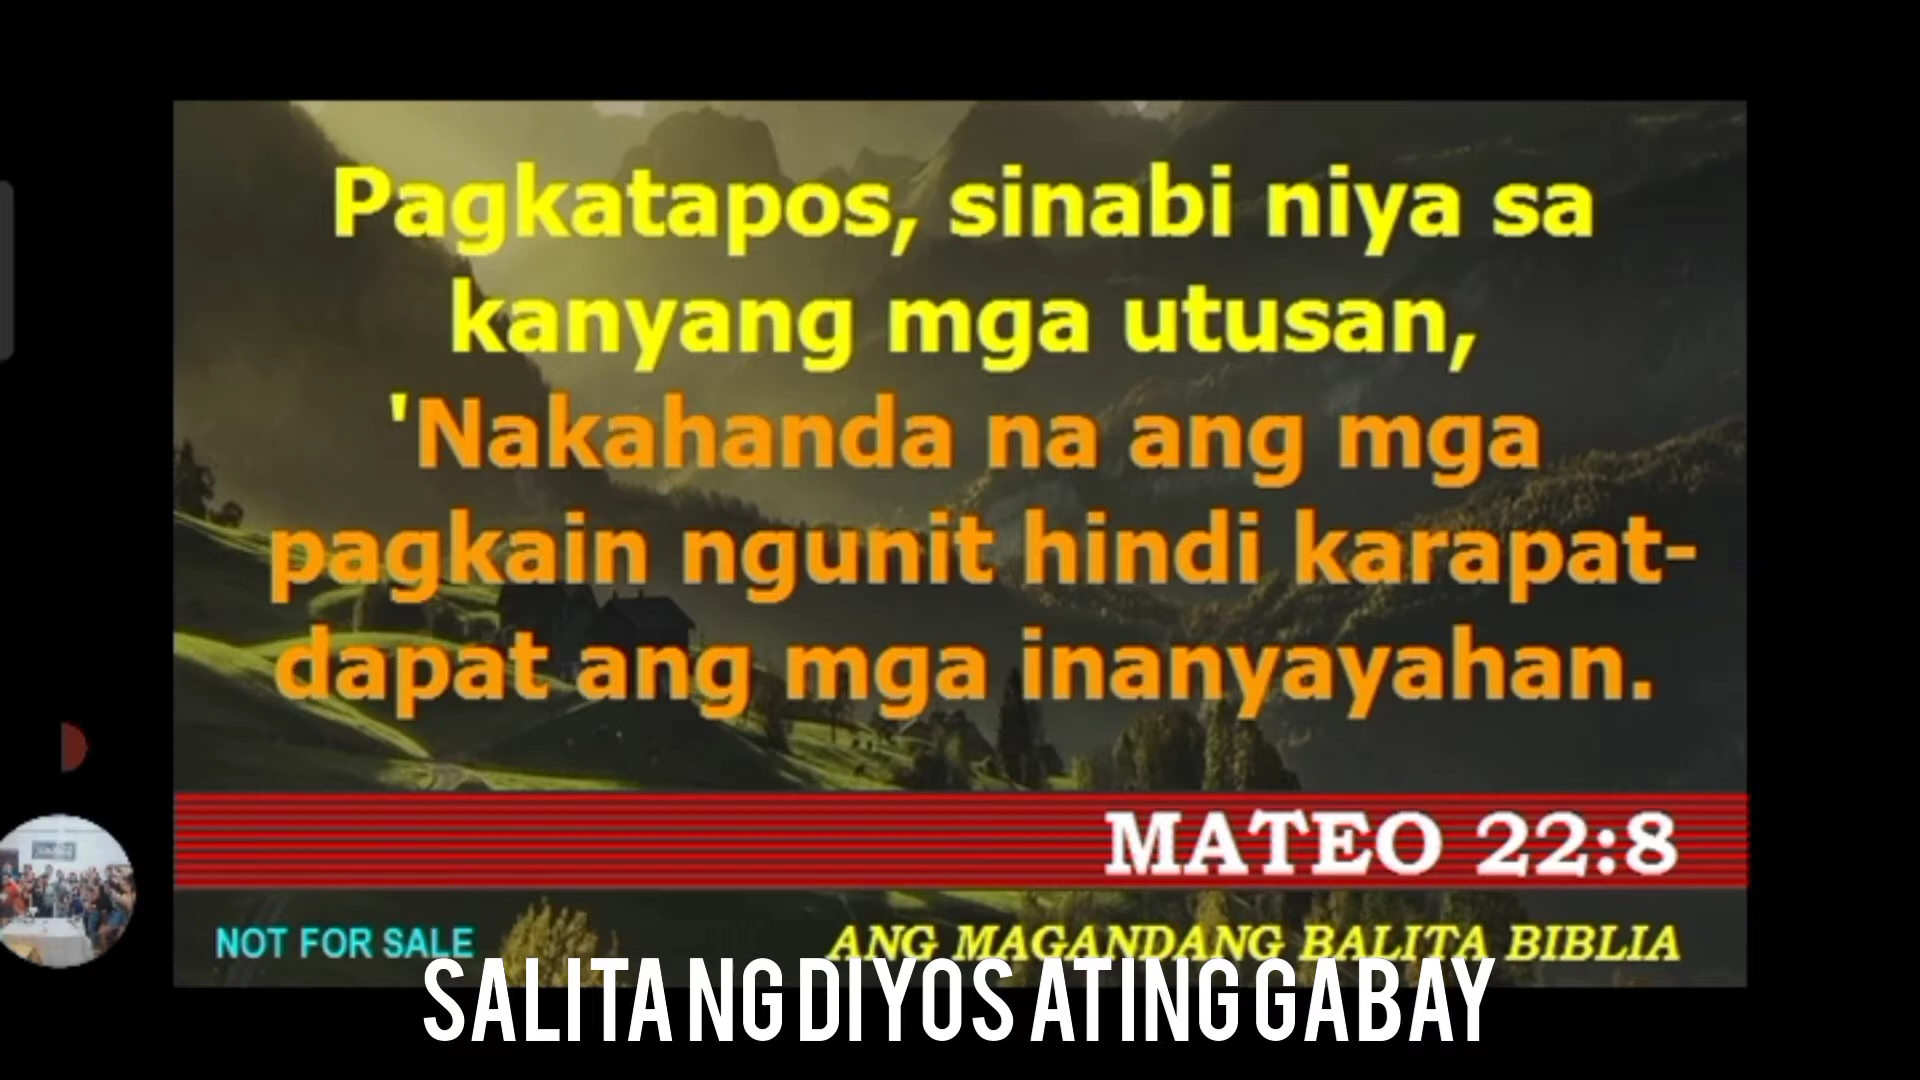 Pagkatapos, sinabi niya sa
kanyang mga utusan,
'Nakahanda na ang mga
pagkain ngunit hindi karapat-
dapat ang mga inanyayahan.
MATEO 22:8
NOT FOR SALE
ANG MAGANDANG BALITA BIBLIA
SALITA NG DIYOS ATING GABAY